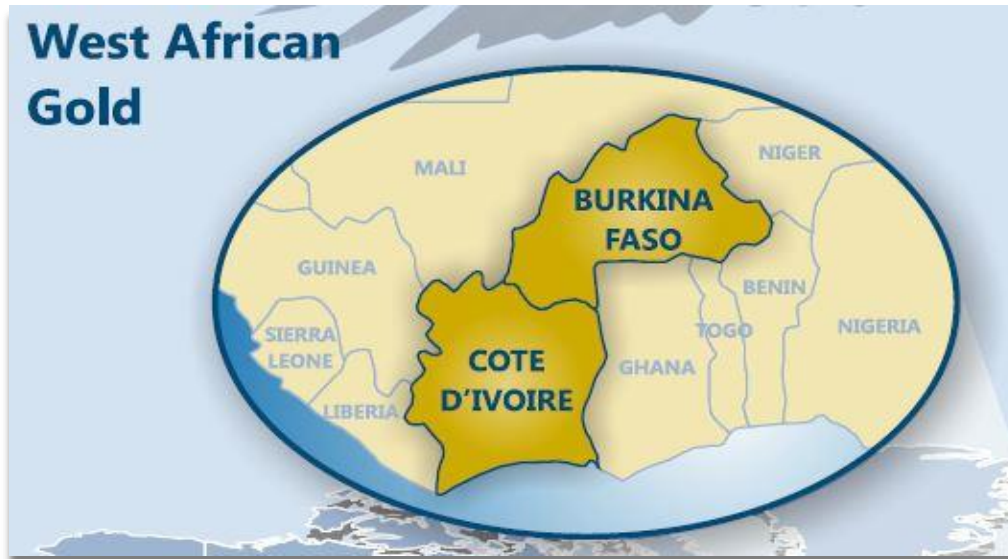 West African
Gold
MALI
NIGER
BURKINA
FASO
GUINEA
BENIN
SIERRA
LEONE
TOGO
NIGERIA
COTE
D'IVOIRE
GHANA
LIBERIA